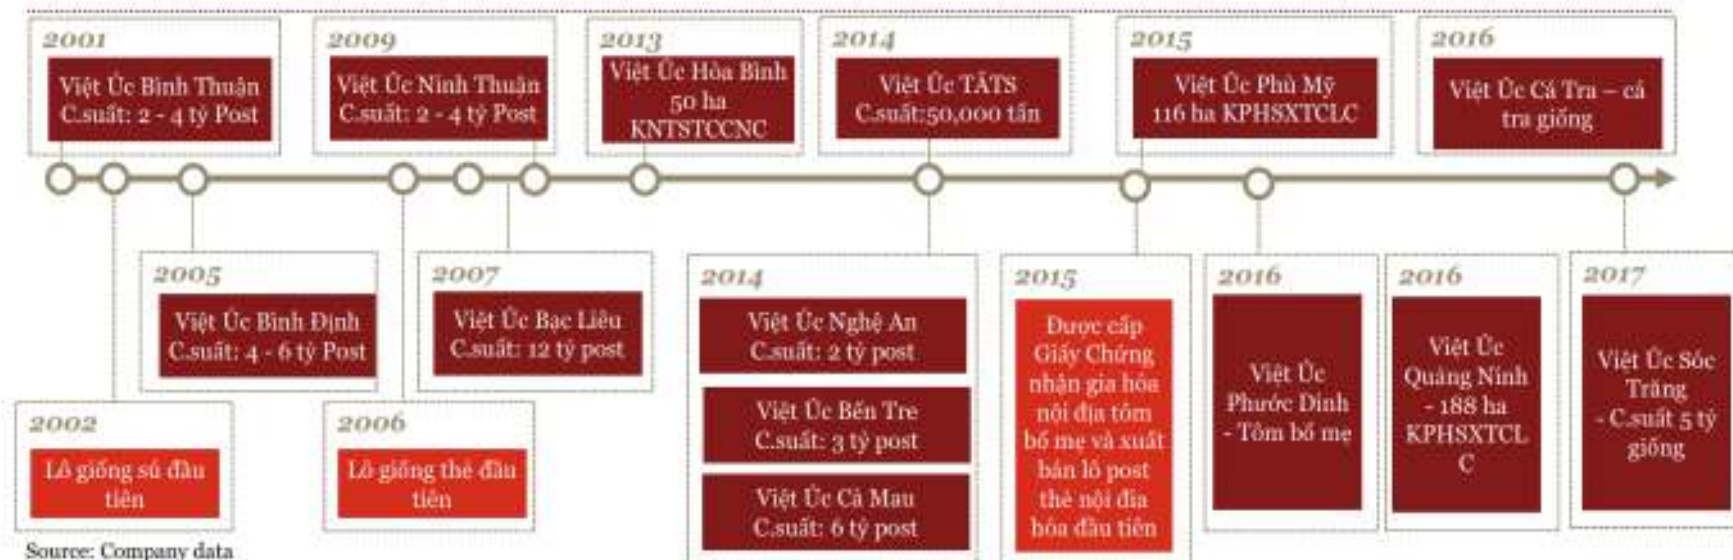 2001
Việt Úc Bình Thuận
C.suất: 2 - 4 tỷ Post
2009
Việt Úc Ninh Thuận
C.suất: 2 - 4 tỷ Post
2013
Việt Úc Hòa Bình
50 ha
KNTSTCCNC
2014
Việt Úc TĂTS
C.suất:50,000 tấn
2015
Việt Úc Phù Mỹ
116 ha KPHSXTCLC
2016
Việt Úc Cá Tra – cá
tra giống
2005
Việt Úc Bình Định
C.suất: 4 - 6 tỷ Post
2007
Việt Úc Bạc Liêu
C.suất: 12 tỷ post
2014
Việt Úc Nghệ An
C.suất: 2 tỷ post
Việt Úc Bến Tre
C.suất: 3 tỷ post
Việt Úc Cà Mau
C.suất: 6 tỷ post
2015
Được cấp
Giấy Chứng
nhận gia hóa
nội địa tôm
bố mẹ và xuất
bán lô post
thẻ nội địa
hóa đầu tiên
2016
Việt Úc
Phước Dinh
- Tôm bố mẹ
2016
Việt Úc
Quảng Ninh
- 188 ha
KPHSXTCL
C
2017
Việt Úc Sóc
Trăng
- C.suất 5 tỷ
giống
2002
Lô giống sú đầu
tiên
2006
Lô giống thẻ đầu
tiên
Source: Company data